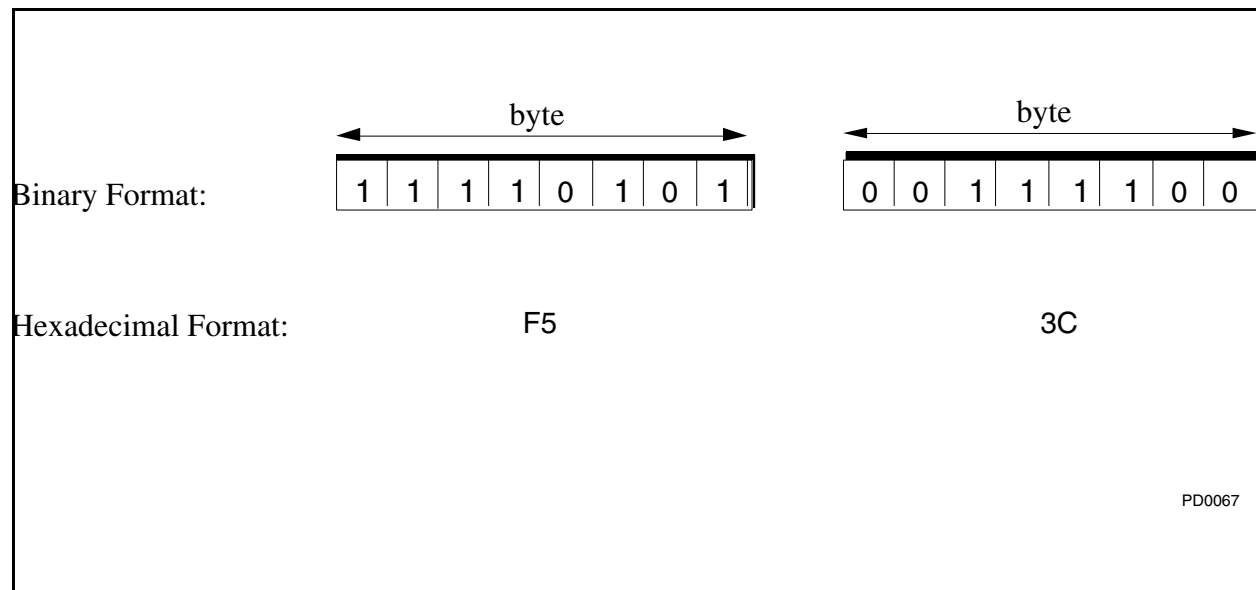 byte byte
Binary Format: 1 1 1 1 0 1 0 1 0 0 1 1 1 1 0 0
Hexadecimal Format: F5 3C
PD0067